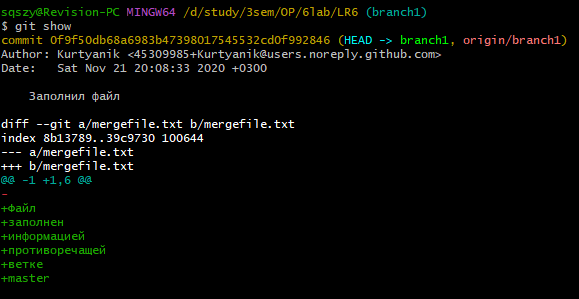 sqszy@Revision-PC MINGW64 /d/study/3sem/OP/6lab/LR6 (branch1)
$ git show
commit 0f9f50db68a6983b47398017545532cd0f992846 (HEAD -> branch1, origin/branch1)
Author: Kurtyanik <45309985+Kurtyanik@users.noreply.github.com>
Date:   Sat Nov 21 20:08:33 2020 +0300

    Заполнил файл

diff --git a/mergefile.txt b/mergefile.txt
index 8b13789..39c9730 100644
--- a/mergefile.txt
+++ b/mergefile.txt
@@ -1 +1,6 @@
-
+Файл
+заполнен
+информацией
+противоречащей
+ветке
+master